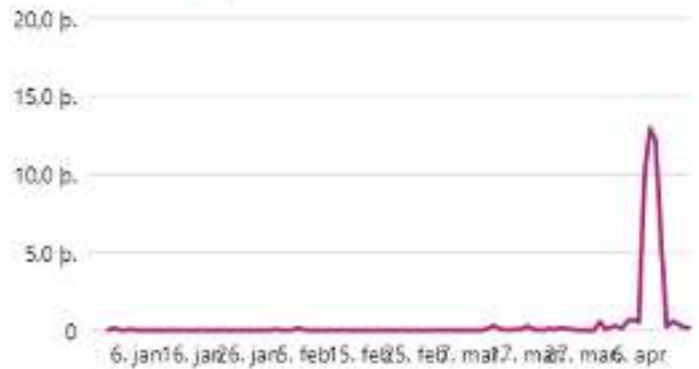 20.0 þ.
15.0 þ.
10.0 þ.
5.0 þ.
0
6. jan 16. jan 26. jan 5. feb 15. feb 25. feb 7. mar 17. mar 27. mar 6. apr